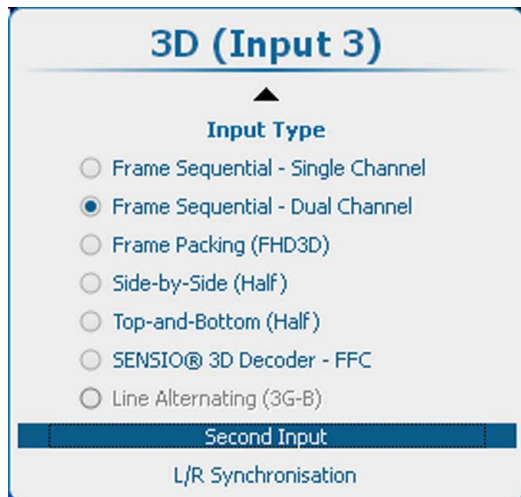 3D (Input 3)
Input Type
Frame Sequential - Single Channel
Frame Sequential - Dual Channel
Frame Packing (FHD3D)
Side-by-Side (Half)
Top-and-Bottom (Half)
SENSIO® 3D Decoder - FFC
Line Alternating (3G-B)
Second Input
L/R Synchronisation